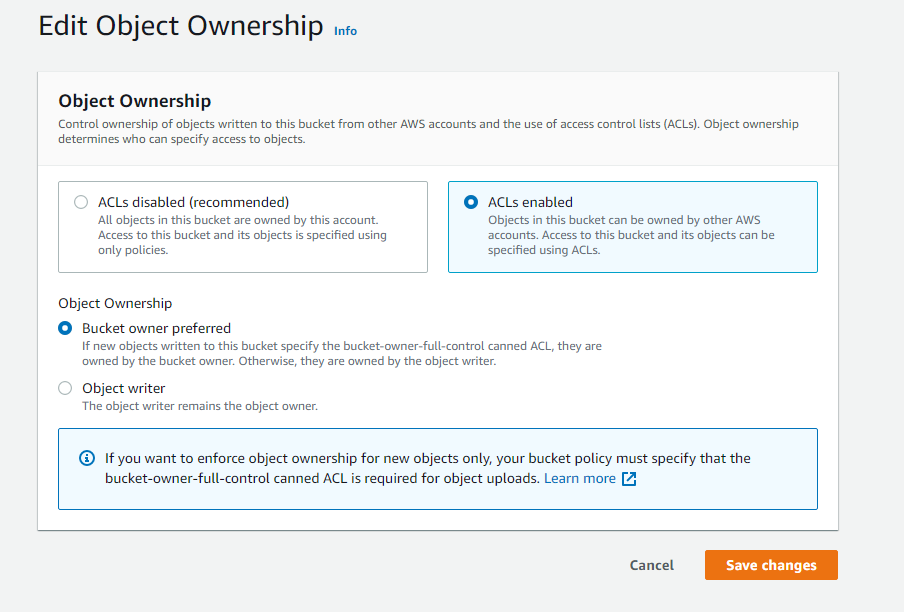 Edit Object Ownership Info
Object Ownership
Control ownership of objects written to this bucket from other AWS accounts and the use of access control lists (ACLs). Object ownership
determines who can specify access to objects.
ACLs disabled (recommended)
All objects in this bucket are owned by this account.
Access to this bucket and its objects is specified using
only policies.
ACLs enabled
Objects in this bucket can be owned by other AWS
accounts. Access to this bucket and its objects can be
specified using ACLs.
Object Ownership
Bucket owner preferred
If new objects written to this bucket specify the bucket-owner-full-control canned ACL, they are
owned by the bucket owner. Otherwise, they are owned by the object writer.
Object writer
The object writer remains the object owner.
If you want to enforce object ownership for new objects only, your bucket policy must specify that the
bucket-owner-full-control canned ACL is required for object uploads. Learn more
Cancel Save changes